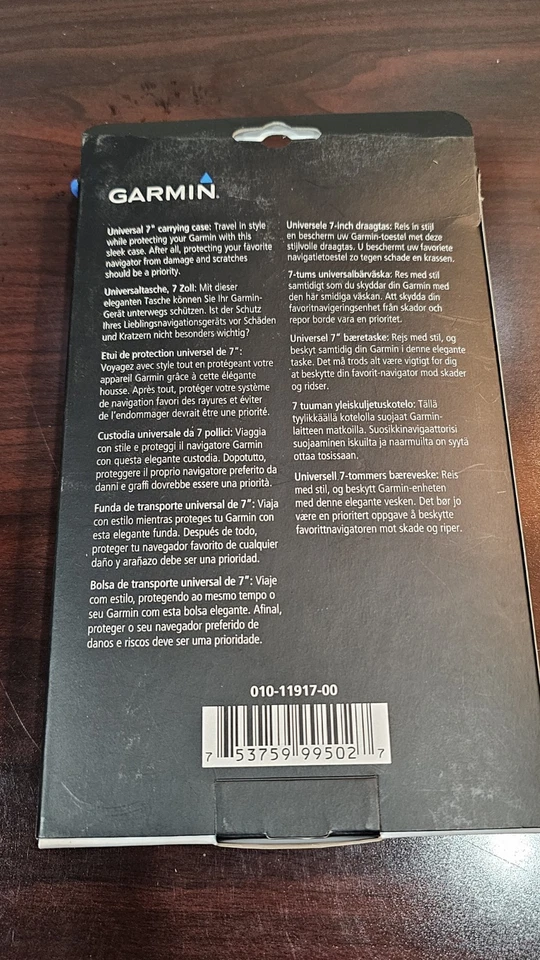 GARMIN
Universal 7" carrying case: Travel in style
while protecting your Garmin with this
sleek case. After all, protecting your favorite
navigator from damage and scratches
should be a priority.
Universaltasche, 7 Zoll: Mit dieser
eleganten Tasche können Sie Ihr Garmin-
Gerät unterwegs schützen. Ist der Schutz
Ihres Lieblingsnavigationsgeräts vor Schäden
und Kratzern nicht besonders wichtig?
Etui de protection universel de 7":
Voyagez avec style tout en protégeant votre
appareil Garmin grâce à cette élégante
housse. Après tout, protéger votre système
de navigation favori des rayures et éviter
de l'endommager devrait être une priorité.
Custodia universale da 7 pollici: Viaggia
con stile e proteggi il navigatore Garmin
con questa elegante custodia. Dopotutto,
proteggere il proprio navigatore preferito da
danni e graffi dovrebbe essere una priorità.
Funda de transporte universal de 7": Viaja
con estilo mientras proteges tu Garmin con
esta elegante funda. Después de todo,
proteger tu navegador favorito de cualquier
daño y arañazo debe ser una prioridad.
Bolsa de transporte universal de 7": Viaje
com estilo, protegendo ao mesmo tempo o
seu Garmin com esta bolsa elegante. Afinal,
proteger o seu navegador preferido de
danos e riscos deve ser uma prioridade.
Universele 7-inch draagtas: Reis in stijl
en bescherm uw Garmin-toestel met deze
stijlvolle draagtas. U beschermt uw favoriete
navigatietoestel zo tegen schade en krassen.
7-tums universalbärväska: Res med stil
samtidigt som du skyddar din Garmin med
den här smidiga väskan. Att skydda din
favoritnavigeringsenhet från skador och
repor borde vara en prioritet.
Universel 7" bæretaske: Rejs med stil, og
beskyt samtidig din Garmin i denne elegante
taske. Det må trods alt være vigtigt for dig
at beskytte din favorit-navigator mod skader
og ridser.
7 tuuman yleiskuljetuskotelo: Tällä
tyylikkäällä kotelolla suojaat Garmin-
laitteen matkoilla. Suosikkinavigaattorisi
suojaaminen iskuilta ja naarmuilta on syytä
ottaa tosissaan.
Universell 7-tommers bæreveske: Reis
med stil, og beskytt Garmin-enheten
med denne elegante vesken. Det bør jo
være en prioritert oppgave å beskytte
favorittnavigatoren mot skade og riper.
010-11917-00
7 53759 99502 7